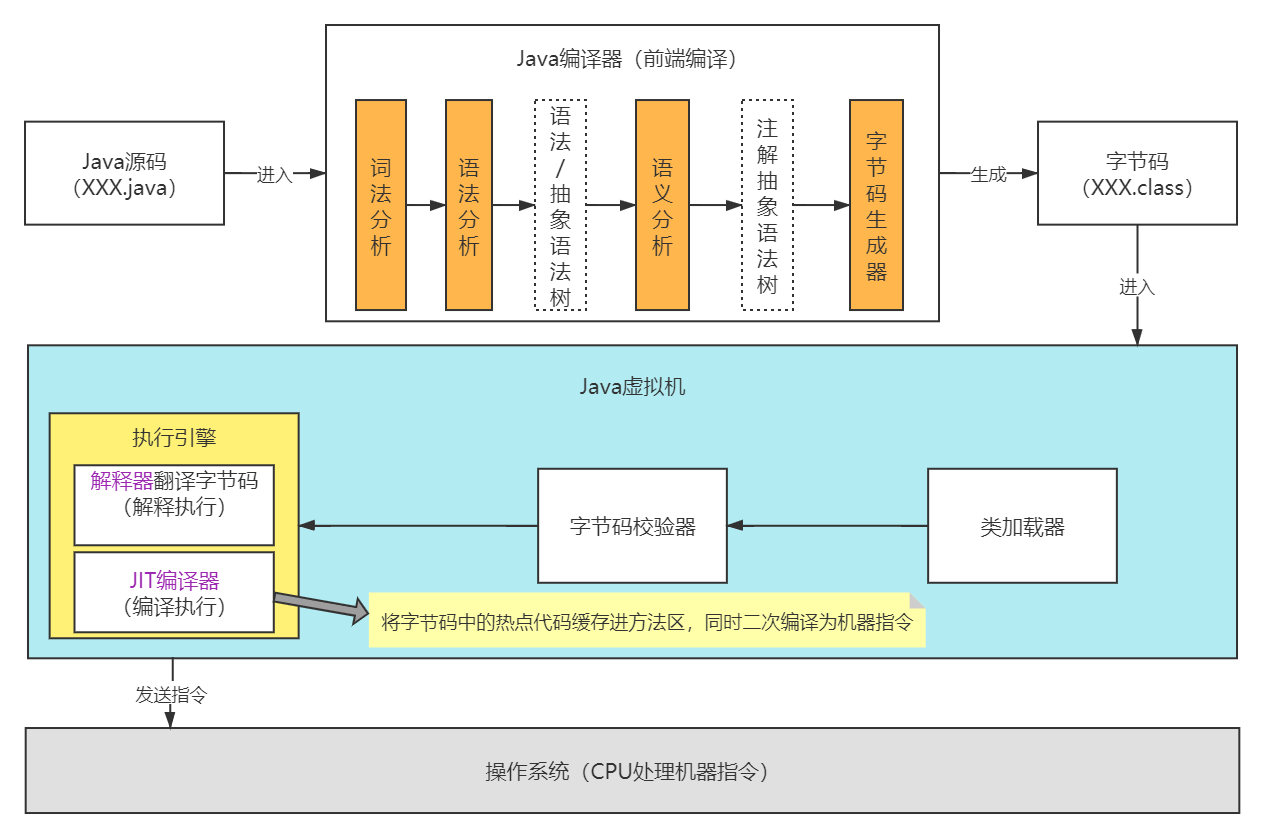 Java编译器（前端编译）
Java源码
（XXX.java）
进入
词法分析
语法分析
语法/抽象语法树
语义分析
注解抽象语法树
字节码生成器
生成
字节码
（XXX.class）
进入
Java虚拟机
执行引擎
解释器翻译字节码
（解释执行）
JIT编译器
（编译执行）
字节码校验器
类加载器
将字节码中的热点代码缓存进方法区，同时二次编译为机器指令
发送指令
操作系统（CPU处理机器指令）